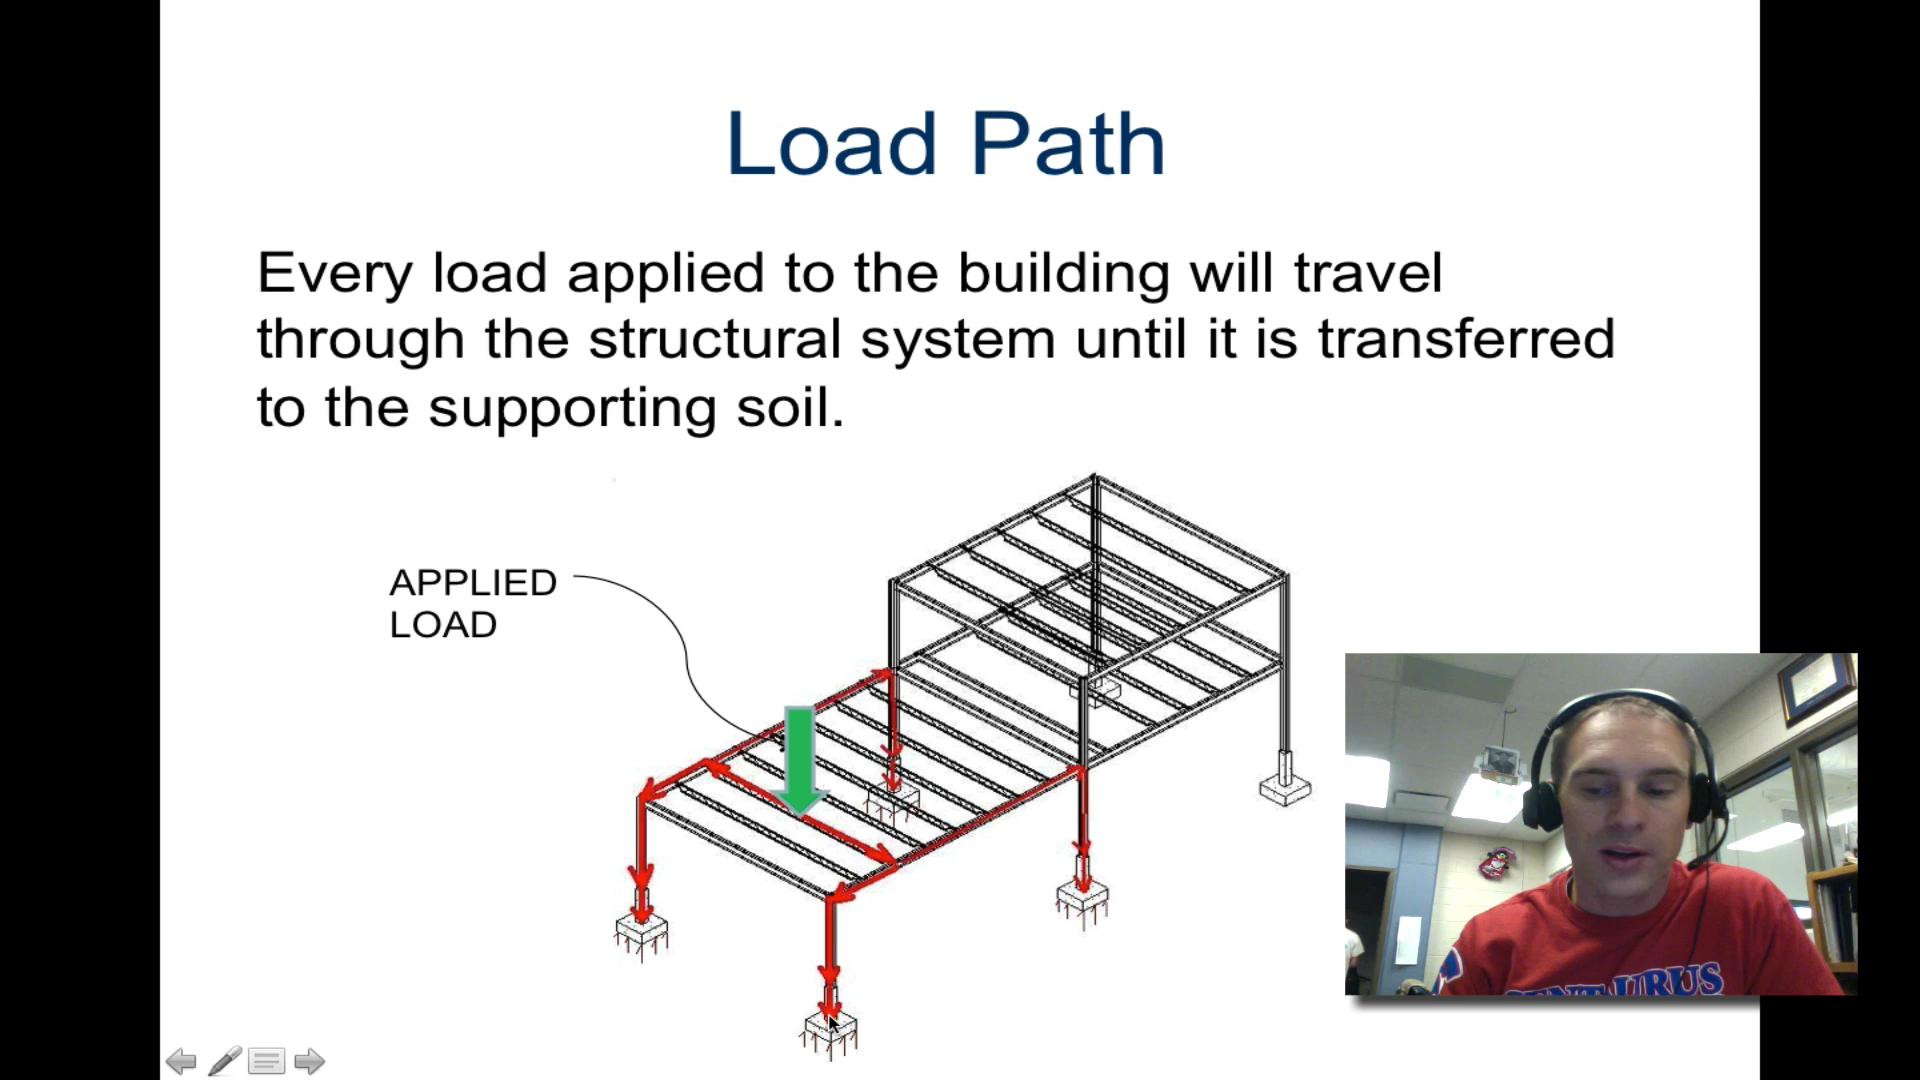 Load Path
Every load applied to the building will travel
through the structural system until it is transferred
to the supporting soil.
APPLIED
LOAD